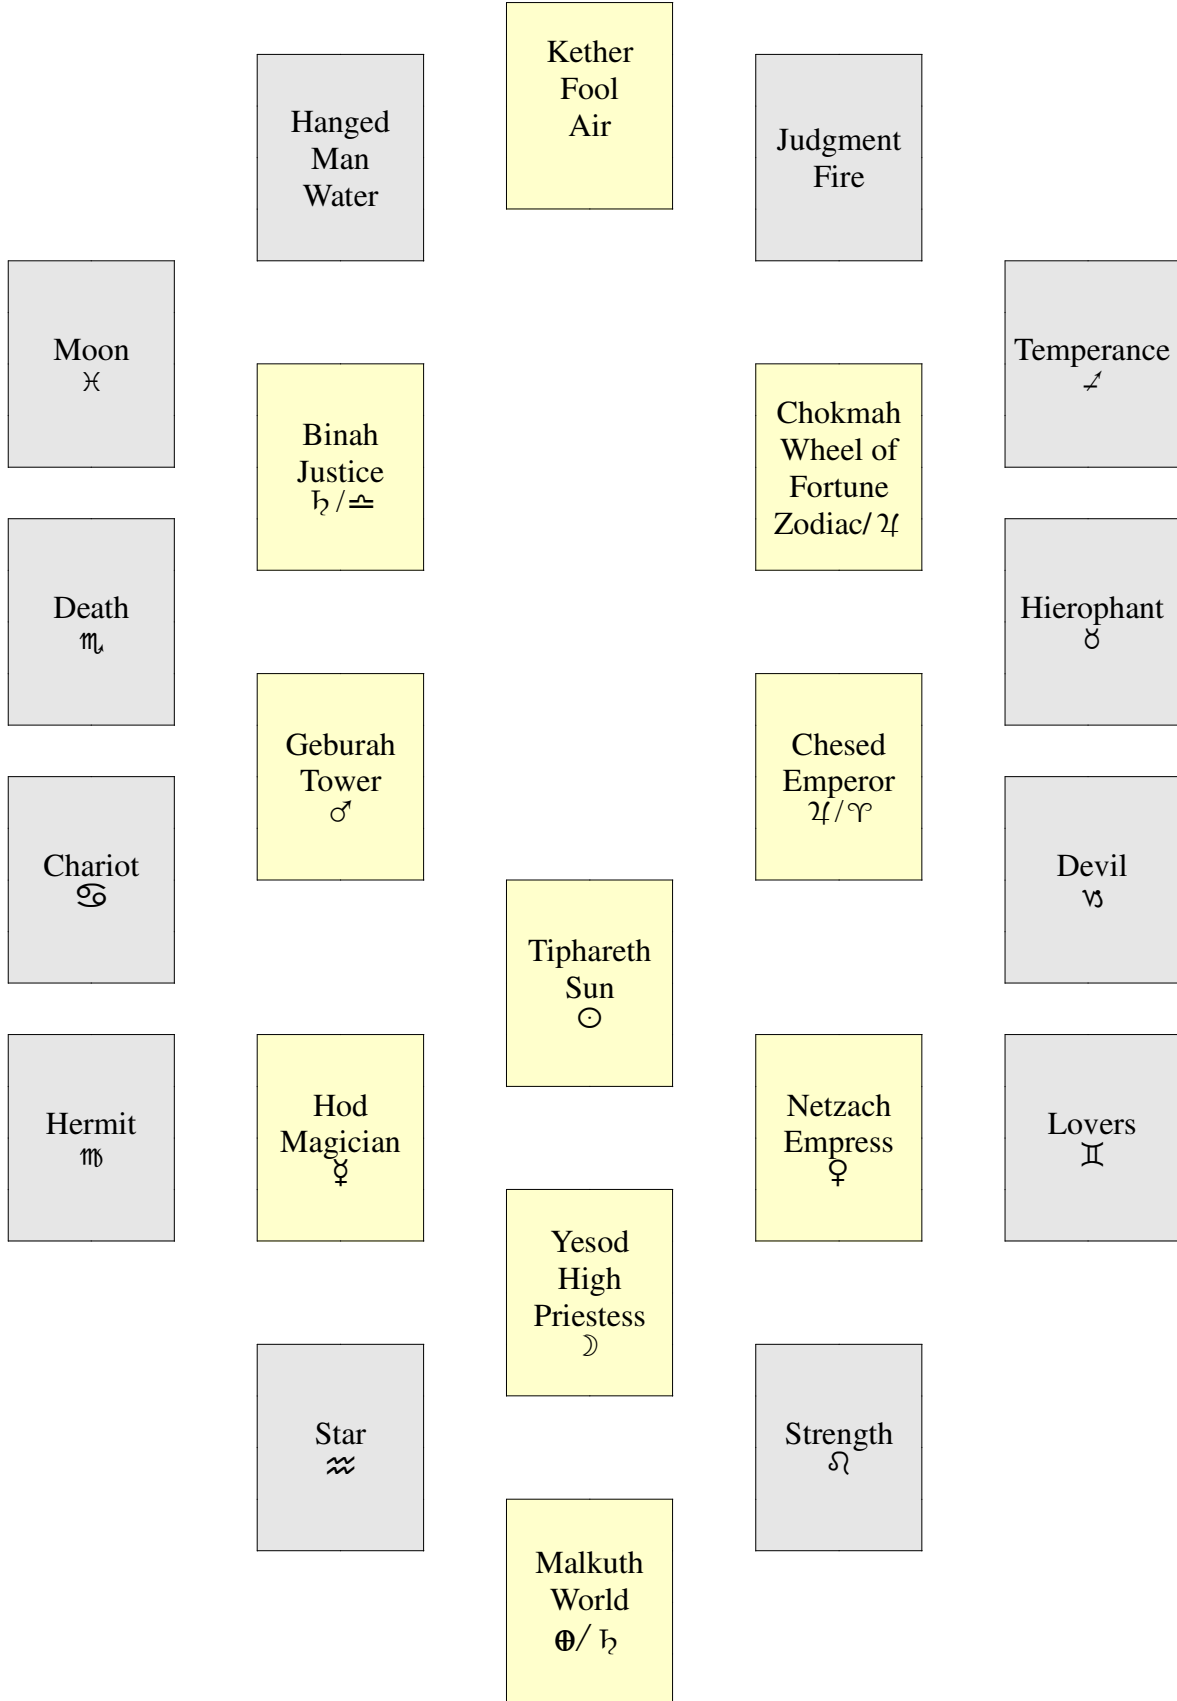 Kether
Fool
Air
Hanged
Man
Water
Judgment
Fire
Moon
♓
Temperance
♐
Binah
Justice
♄/♎
Chokmah
Wheel of
Fortune
Zodiac/♃
Death
♏
Hierophant
♉
Geburah
Tower
♂
Chesed
Emperor
♃/♈
Chariot
♋
Devil
♑
Tiphareth
Sun
☉
Hermit
♍
Hod
Magician
☿
Netzach
Empress
♀
Lovers
♊
Yesod
High
Priestess
☽
Star
♒
Strength
♌
Malkuth
World
⊕/♄